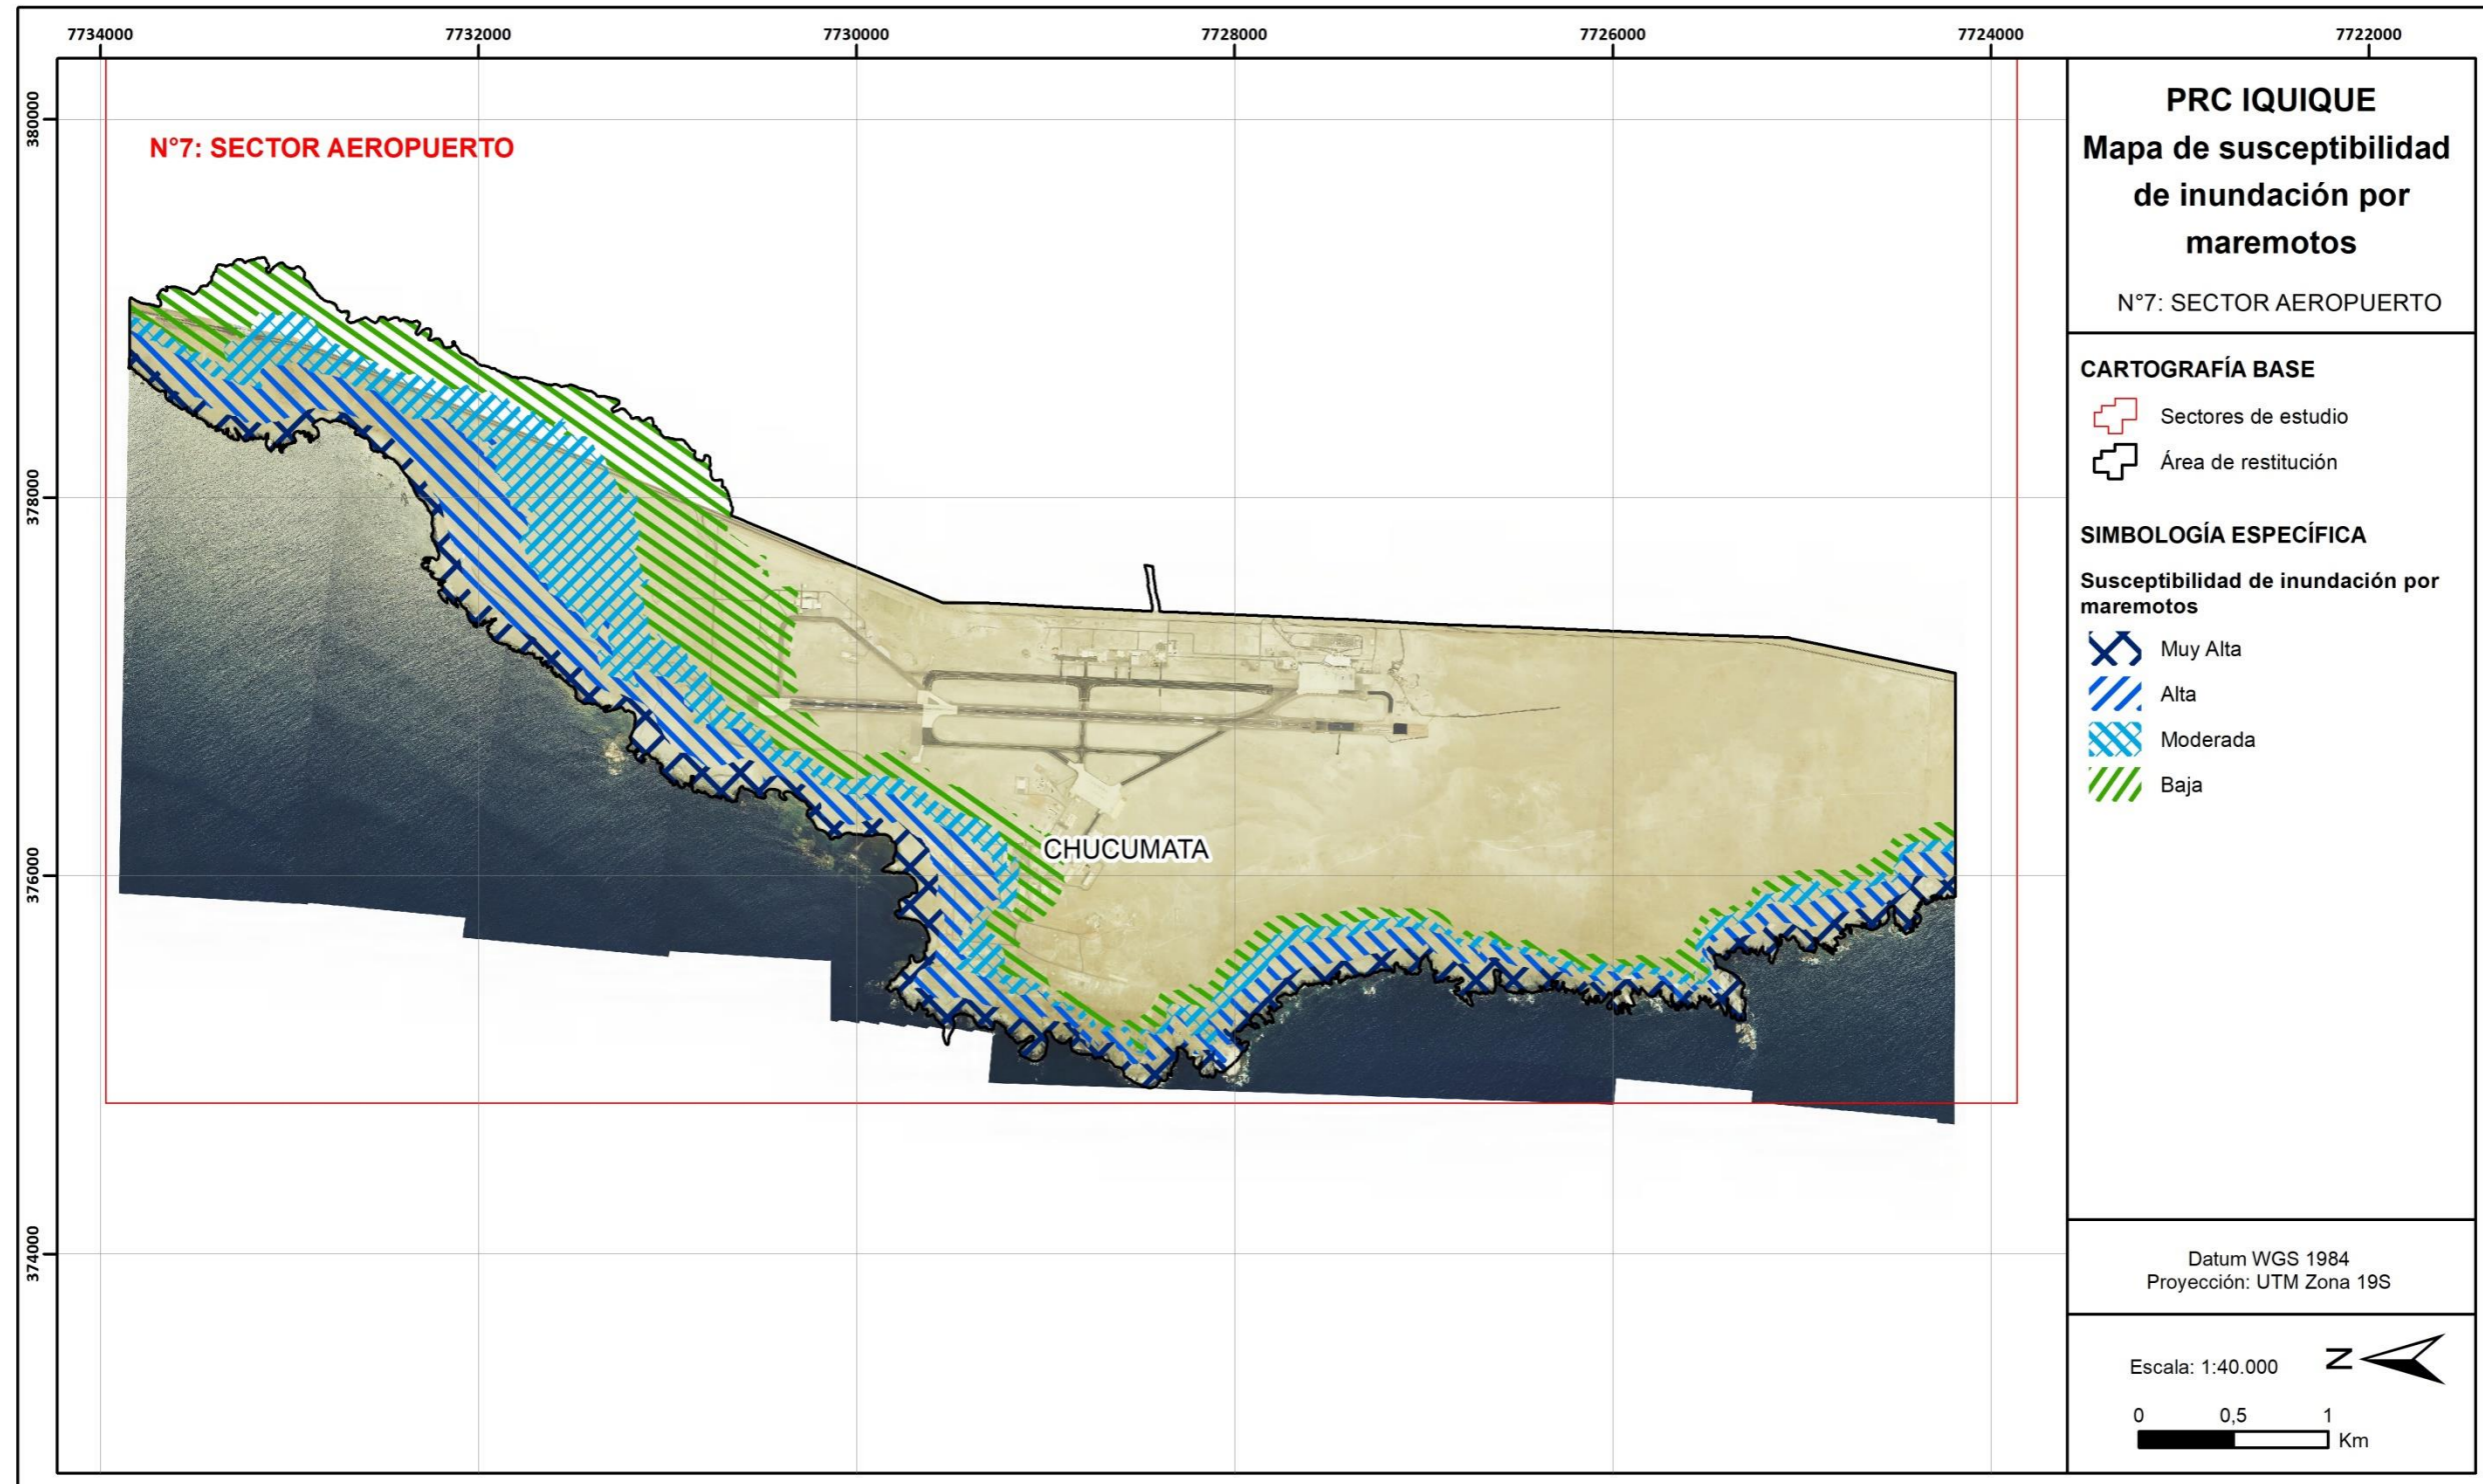 7734000
7732000
7730000
7728000
7726000
7724000
7722000
380000
378000
376000
374000
N°7: SECTOR AEROPUERTO
CHUCUMATA
PRC IQUIQUE
Mapa de susceptibilidad
de inundación por
maremotos
N°7: SECTOR AEROPUERTO
CARTOGRAFÍA BASE
Sectores de estudio
Área de restitución
SIMBOLOGÍA ESPECÍFICA
Susceptibilidad de inundación por
maremotos
Muy Alta
Alta
Moderada
Baja
Datum WGS 1984
Proyección: UTM Zona 19S
Escala: 1:40.000
N
0 0,5 1
Km